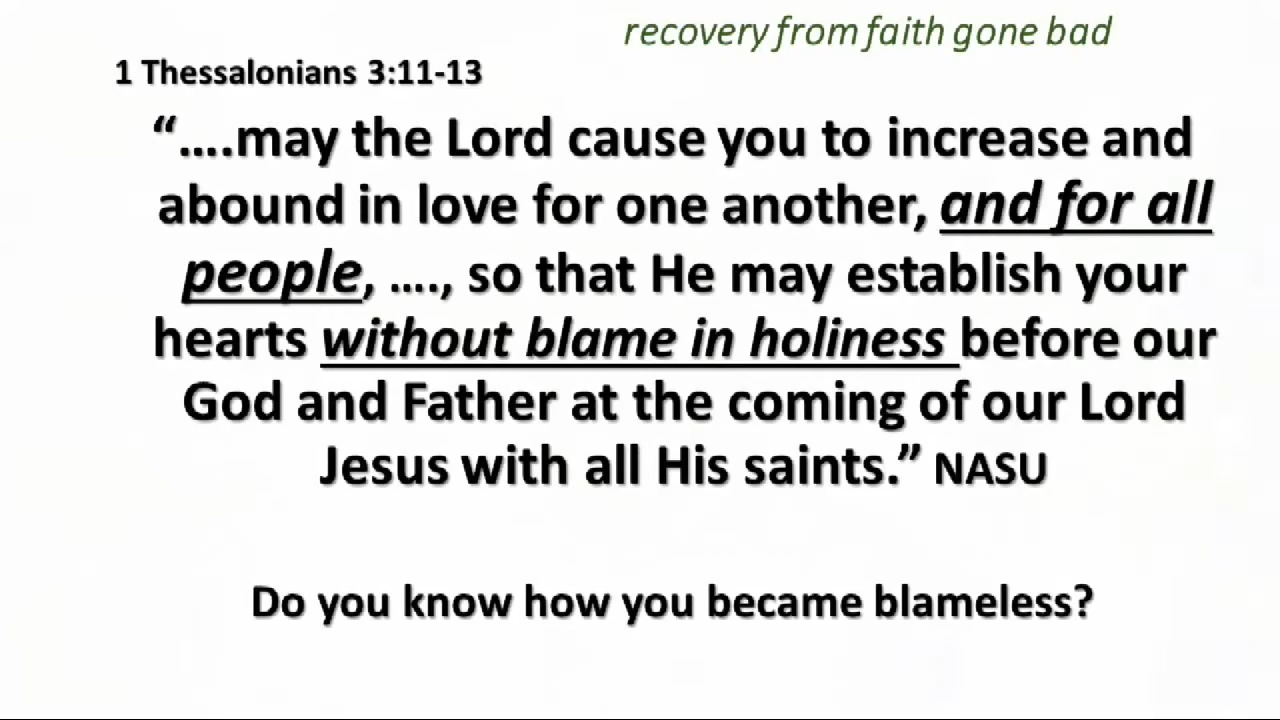 recovery from faith gone bad
1 Thessalonians 3:11-13
“….may the Lord cause you to increase and
abound in love for one another, and for all
people, …., so that He may establish your
hearts without blame in holiness before our
God and Father at the coming of our Lord
Jesus with all His saints.” NASU
Do you know how you became blameless?